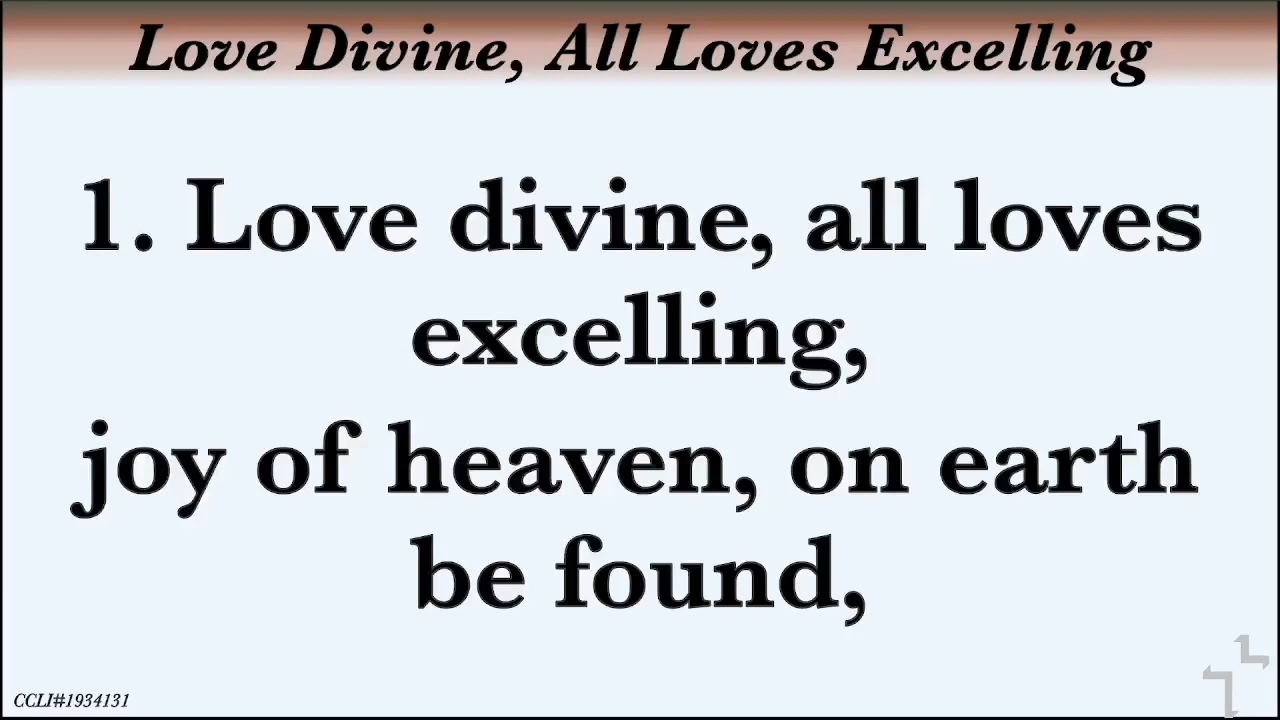 Love Divine, All Loves Excelling
1. Love divine, all loves
excelling,
joy of heaven, on earth
be found,
CCLI#1934131